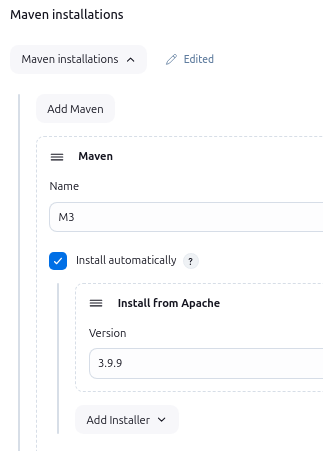 Maven installations
Maven installations
Edited
Add Maven
Maven
Name
M3
Install automatically ?
Install from Apache
Version
3.9.9
Add Installer